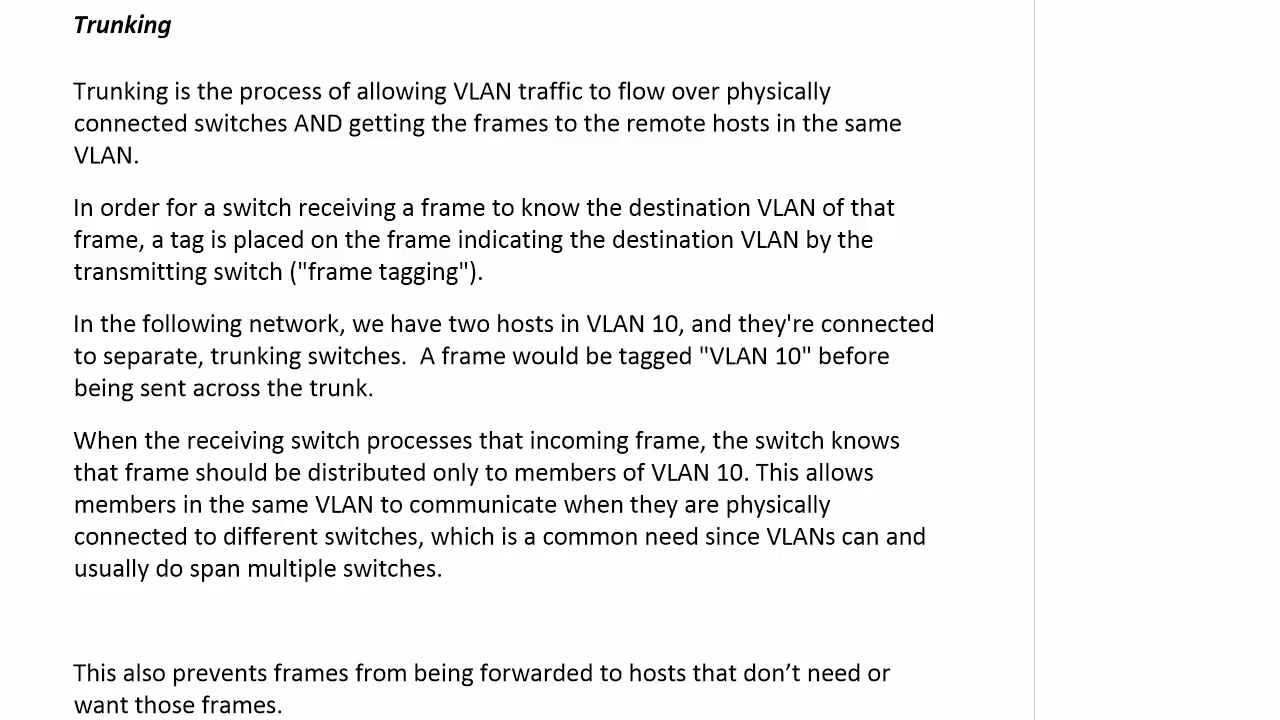 Trunking
Trunking is the process of allowing VLAN traffic to flow over physically
connected switches AND getting the frames to the remote hosts in the same
VLAN.
In order for a switch receiving a frame to know the destination VLAN of that
frame, a tag is placed on the frame indicating the destination VLAN by the
transmitting switch ("frame tagging").
In the following network, we have two hosts in VLAN 10, and they're connected
to separate, trunking switches.  A frame would be tagged "VLAN 10" before
being sent across the trunk.
When the receiving switch processes that incoming frame, the switch knows
that frame should be distributed only to members of VLAN 10. This allows
members in the same VLAN to communicate when they are physically
connected to different switches, which is a common need since VLANs can and
usually do span multiple switches.
This also prevents frames from being forwarded to hosts that don’t need or
want those frames.